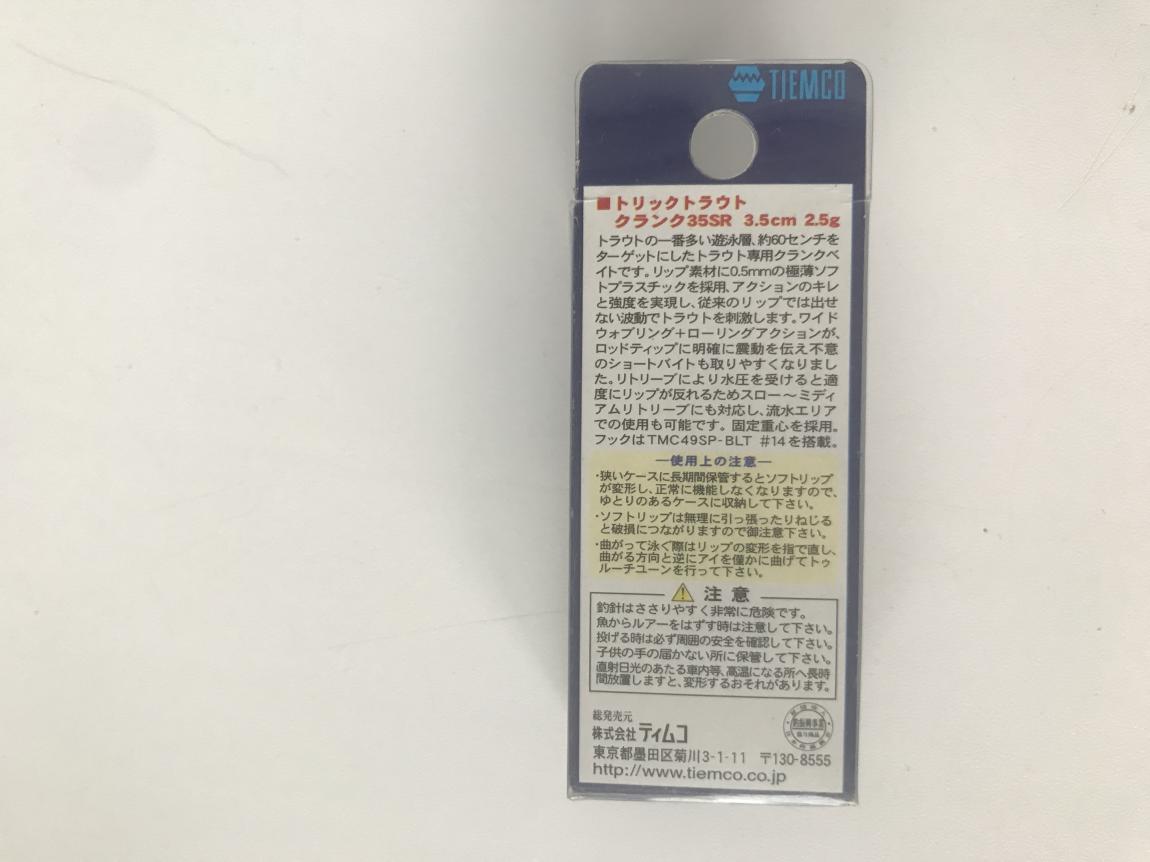 TIEMCO
■トリックトラウト
クランク35SR 3.5cm 2.5g
トラウトの一番多い遊泳層、約60センチを
ターゲットにしたトラウト専用クランクベ
イトです。リップ素材に0.5mmの極薄ソフ
トプラスチックを採用、アクションのキレ
と強度を実現し、従来のリップでは出せ
ない波動でトラウトを刺激します。ワイド
ウォブリング＋ローリングアクションが、
ロッドティップに明確に震動を伝え不意
のショートバイトも取りやすくなりまし
た。リトリーブにより水圧を受けると適
度にリップが反れるためスロー～ミディ
アムリトリーブにも対応し、流水エリア
での使用も可能です。固定重心を採用。
フックはTMC49SP-BLT #14を搭載。
―使用上の注意―
・狭いケースに長期間保管するとソフトリップ
が変形し、正常に機能しなくなりますので、
ゆとりのあるケースに収納して下さい。
・ソフトリップは無理に引っ張ったりねじる
と破損につながりますので御注意下さい。
・曲がって泳ぐ際はリップの変形を指で直し、
曲がる方向と逆にアイを僅かに曲げてトゥ
ルーチューンを行って下さい。
注意
釣針はささりやすく非常に危険です。
魚からルアーをはずす時は注意して下さい。
投げる時は必ず周囲の安全を確認して下さい。
子供の手の届かない所に保管して下さい。
直射日光のあたる車内等、高温になる所へ長時
間放置しますと、変形するおそれがあります。
総発売元
株式会社ティムコ
東京都墨田区菊川3-1-11 〒130-8555
http://www.tiemco.co.jp